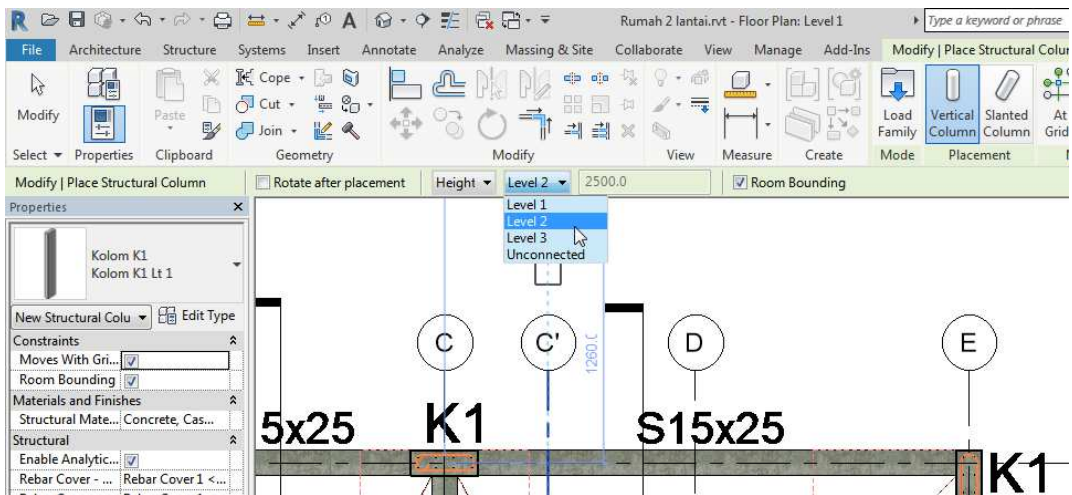 Rumah 2 lantai.rvt - Floor Plan: Level 1
Type a keyword or phrase
File Architecture Structure Systems Insert Annotate Analyze Massing & Site Collaborate View Manage Add-Ins Modify | Place Structural Colur
Modify
Paste
Cope
Cut
Join
Load Family
Vertical Column
Slanted Column
At Grid
Select Properties Clipboard Geometry Modify View Measure Create Mode Placement
Modify | Place Structural Column Rotate after placement Height Level 2 2500.0 Room Bounding
Level 1
Level 2
Level 3
Unconnected
Properties
Kolom K1
Kolom K1 Lt 1
New Structural Colu Edit Type
Constraints
Moves With Gri...
Room Bounding
Materials and Finishes
Structural Mate... Concrete, Cas...
Structural
Enable Analytic...
Rebar Cover - ... Rebar Cover 1 <...
C C' D E
1260.0
5x25 K1 S15x25
K1